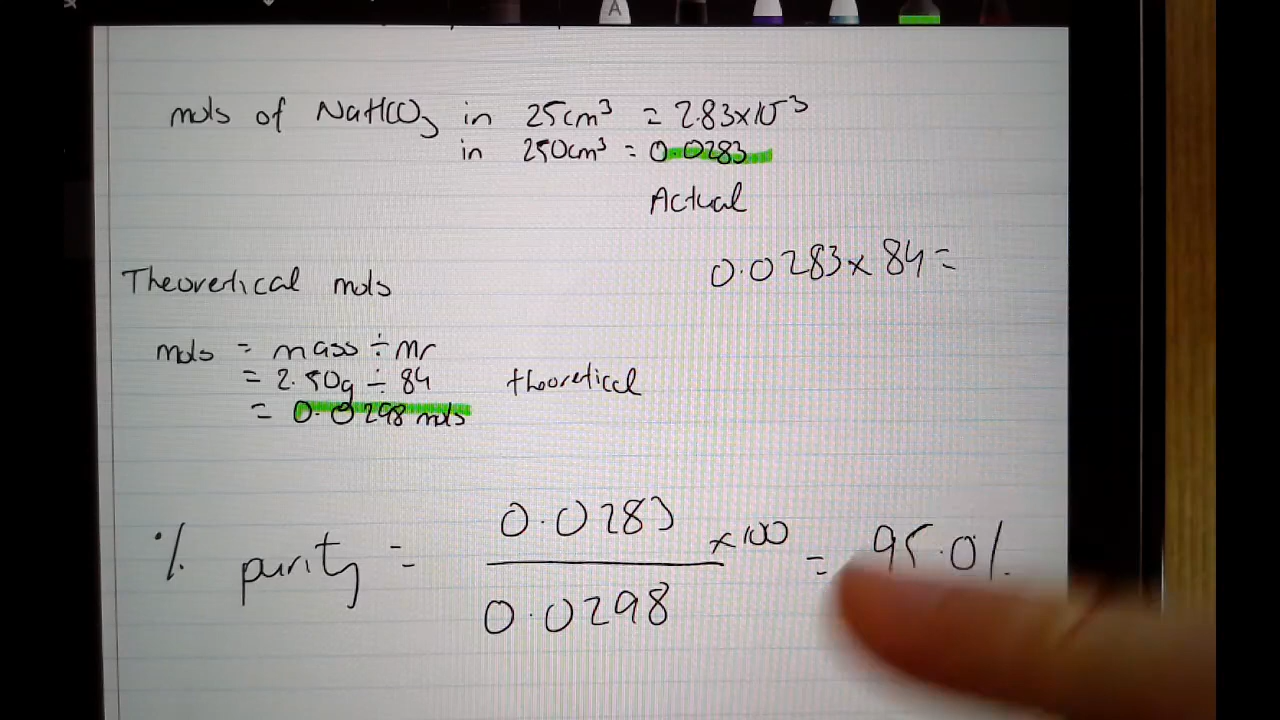 A
mols of NaHCO3 in 25cm³ = 2.83x10⁻³
in 250cm³ = 0.0283
Actual
0.0283 x 84 =
Theoretical mols
mols = mass ÷ Mr
= 2.50g ÷ 84 theoretical
= 0.0298 mols
% purity = 0.0283 / 0.0298 x100 = 95.0%